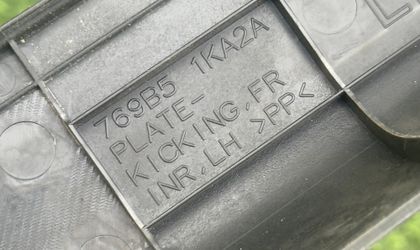 769B5 1KA2A
PLATE-
KICKING,FR
INR,LH >PP<
L